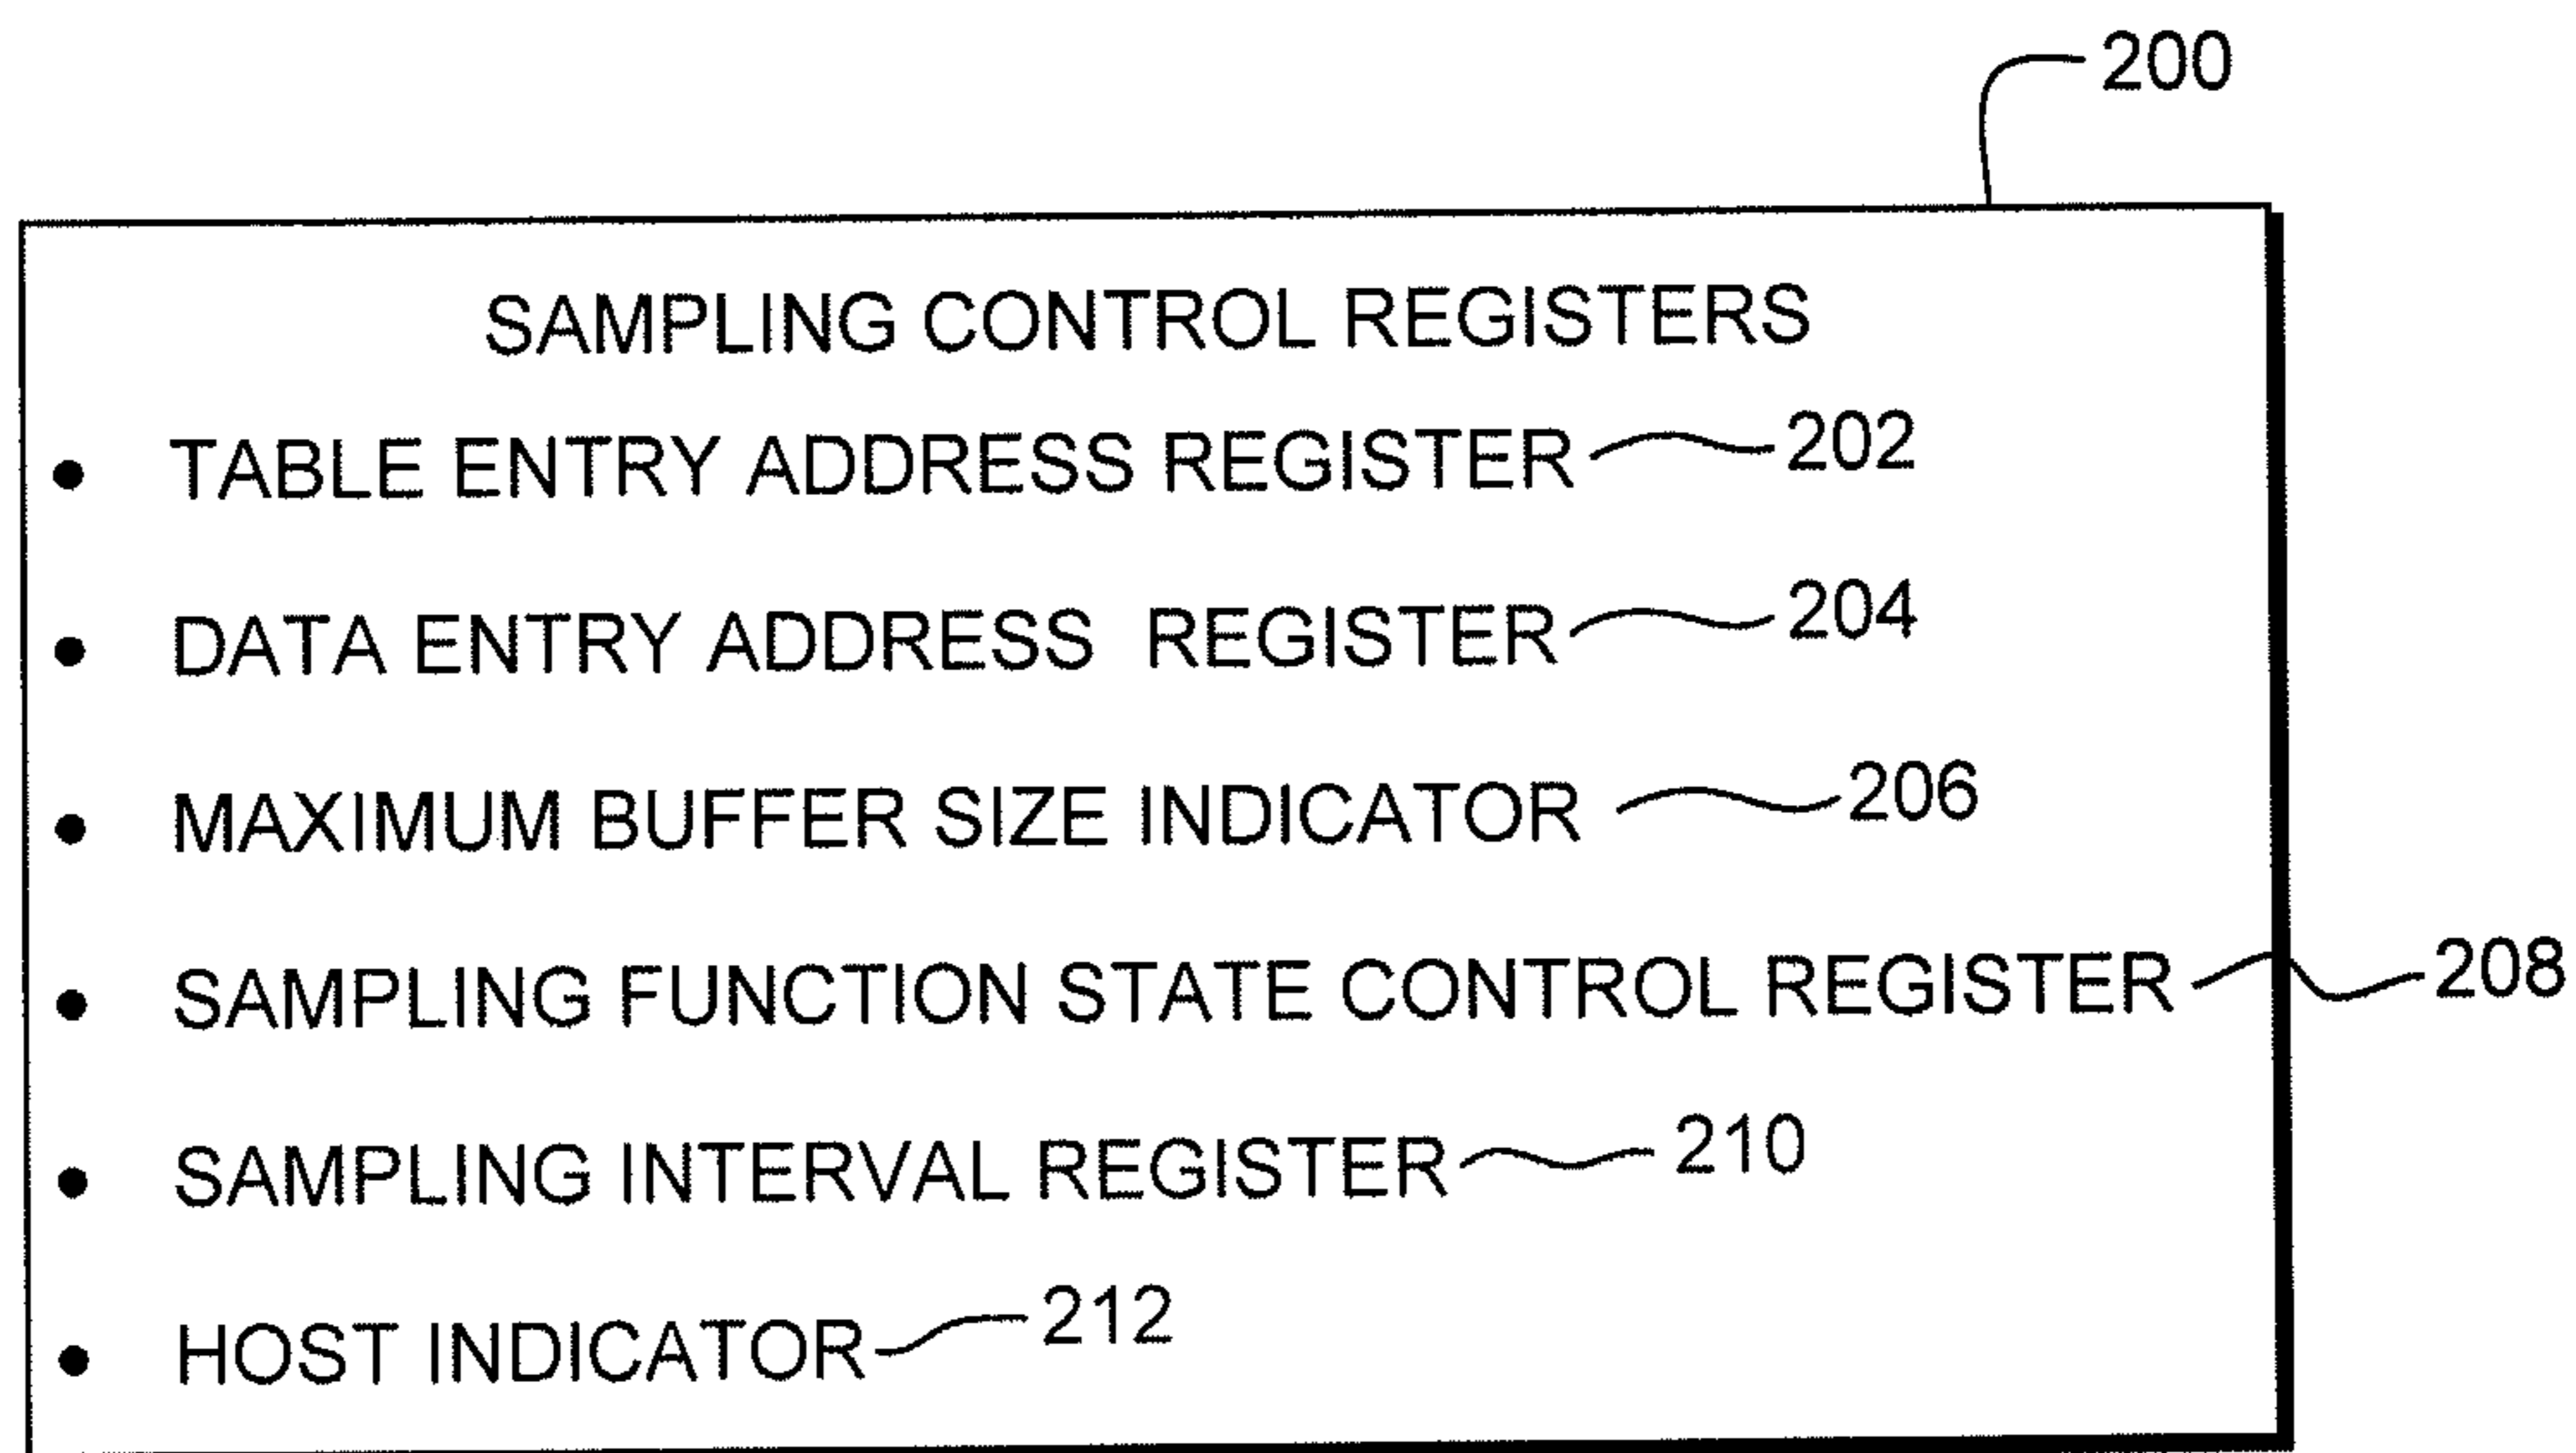 200
SAMPLING CONTROL REGISTERS
• TABLE ENTRY ADDRESS REGISTER 202
• DATA ENTRY ADDRESS REGISTER 204
• MAXIMUM BUFFER SIZE INDICATOR 206
• SAMPLING FUNCTION STATE CONTROL REGISTER 208
• SAMPLING INTERVAL REGISTER 210
• HOST INDICATOR 212